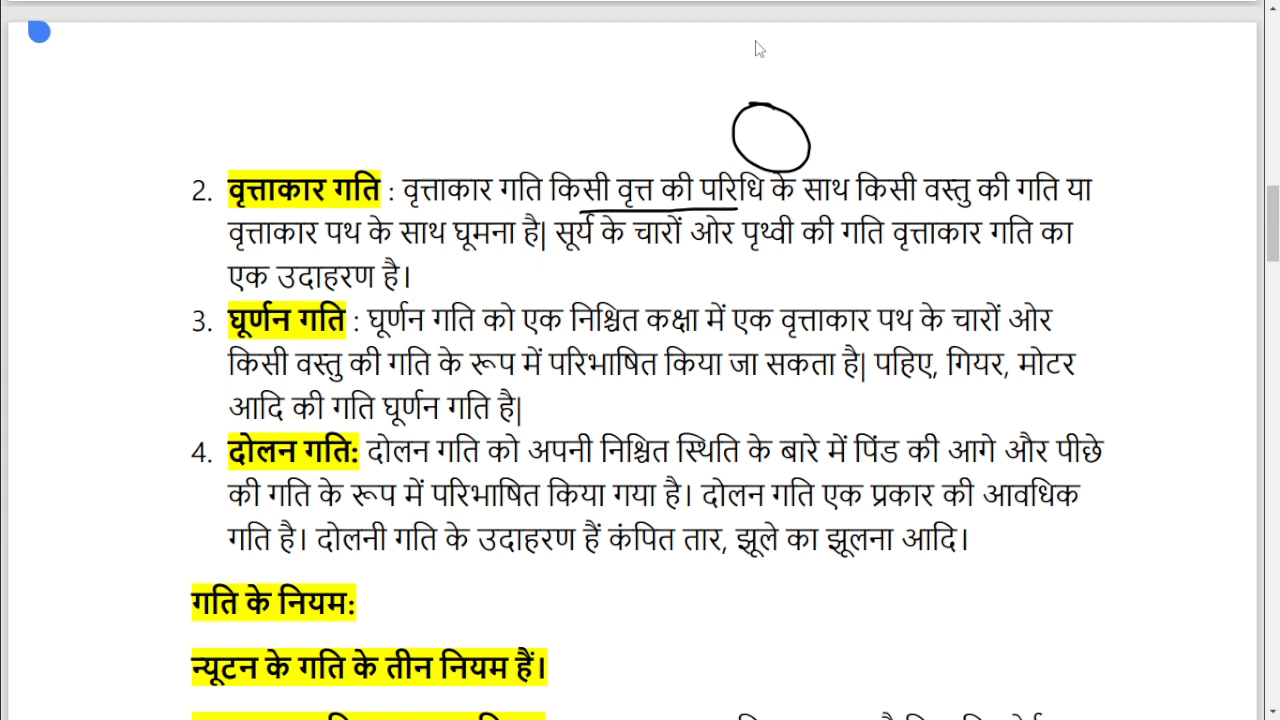 2. वृत्ताकार गति : वृत्ताकार गति किसी वृत्त की परिधि के साथ किसी वस्तु की गति या
वृत्ताकार पथ के साथ घूमना है| सूर्य के चारों ओर पृथ्वी की गति वृत्ताकार गति का
एक उदाहरण है।
3. घूर्णन गति : घूर्णन गति को एक निश्चित कक्षा में एक वृत्ताकार पथ के चारों ओर
किसी वस्तु की गति के रूप में परिभाषित किया जा सकता है| पहिए, गियर, मोटर
आदि की गति घूर्णन गति है|
4. दोलन गति: दोलन गति को अपनी निश्चित स्थिति के बारे में पिंड की आगे और पीछे
की गति के रूप में परिभाषित किया गया है। दोलन गति एक प्रकार की आवधिक
गति है। दोलनी गति के उदाहरण हैं कंपित तार, झूले का झूलना आदि।
गति के नियम:
न्यूटन के गति के तीन नियम हैं।